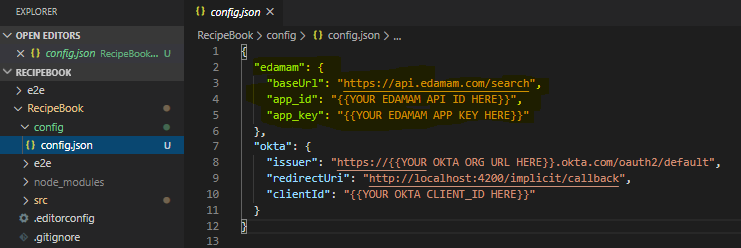 EXPLORER
OPEN EDITORS
config.json RecipeBook... U
RECIPEBOOK
e2e
RecipeBook
config
config.json U
e2e
node_modules
src
.editorconfig
.gitignore
config.json
RecipeBook > config > config.json > ...
1 {
2 "edamam": {
3 "baseUrl": "https://api.edamam.com/search",
4 "app_id": "{{YOUR EDAMAM API ID HERE}}",
5 "app_key": "{{YOUR EDAMAM APP KEY HERE}}"
6 },
7 "okta": {
8 "issuer": "https://{{YOUR OKTA ORG URL HERE}}.okta.com/oauth2/default",
9 "redirectUri": "http://localhost:4200/implicit/callback",
10 "clientId": "{{YOUR OKTA CLIENT_ID HERE}}"
11 }
12 }
13